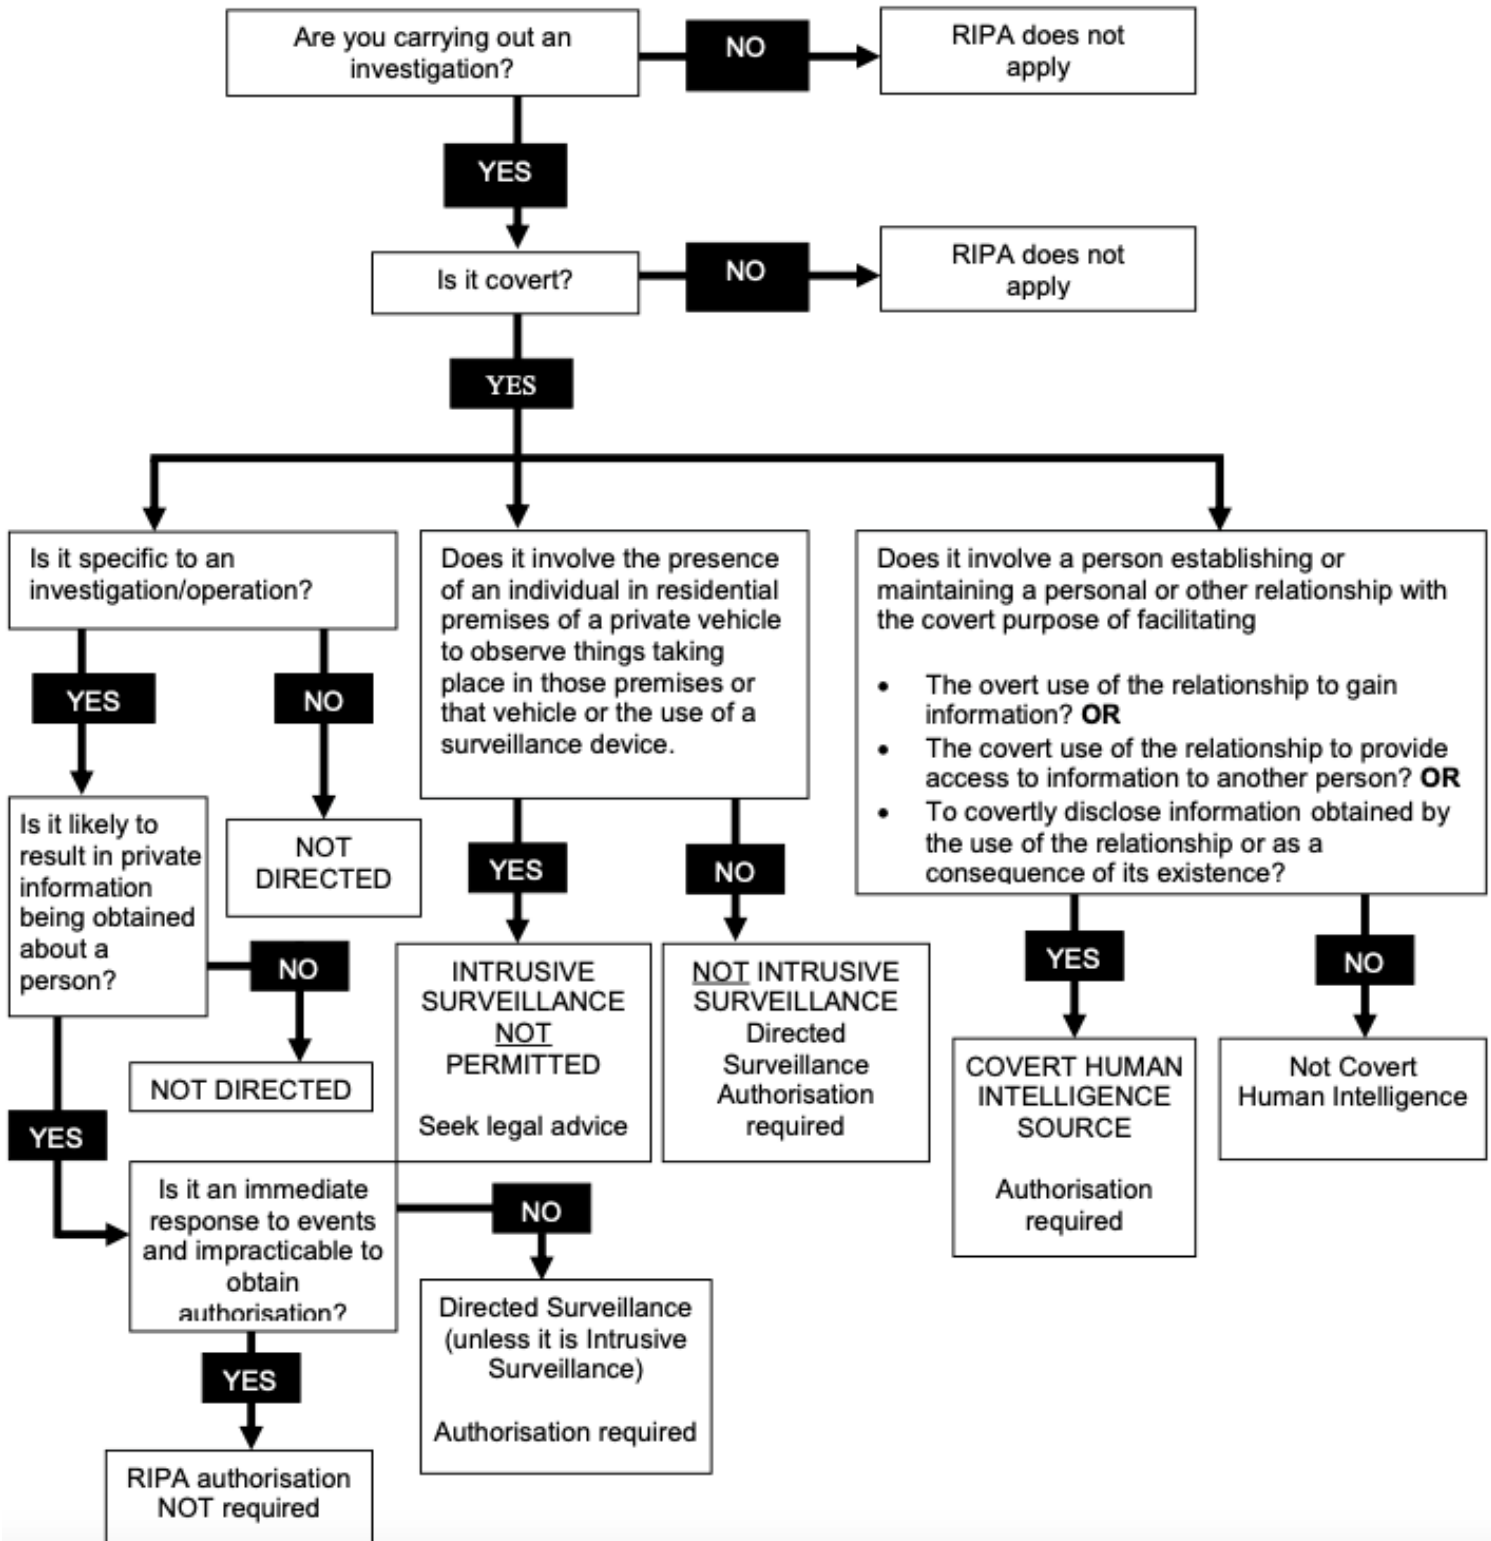 Are you carrying out an
investigation?
NO
RIPA does not
apply
YES
Is it covert?
NO
RIPA does not
apply
YES
Is it specific to an
investigation/operation?
YES
NO
Is it likely to
result in private
information
being obtained
about a
person?
NOT
DIRECTED
NO
NOT DIRECTED
YES
Is it an immediate
response to events
and impracticable to
obtain
authorisation?
NO
Directed Surveillance
(unless it is Intrusive
Surveillance)
Authorisation required
YES
RIPA authorisation
NOT required
Does it involve the presence
of an individual in residential
premises of a private vehicle
to observe things taking
place in those premises or
that vehicle or the use of a
surveillance device.
YES
NO
INTRUSIVE
SURVEILLANCE
NOT
PERMITTED
Seek legal advice
NOT INTRUSIVE
SURVEILLANCE
Directed
Surveillance
Authorisation
required
Does it involve a person establishing or
maintaining a personal or other relationship with
the covert purpose of facilitating
• The overt use of the relationship to gain
information? OR
• The covert use of the relationship to provide
access to information to another person? OR
• To covertly disclose information obtained by
the use of the relationship or as a
consequence of its existence?
YES
NO
COVERT HUMAN
INTELLIGENCE
SOURCE
Authorisation
required
Not Covert
Human Intelligence